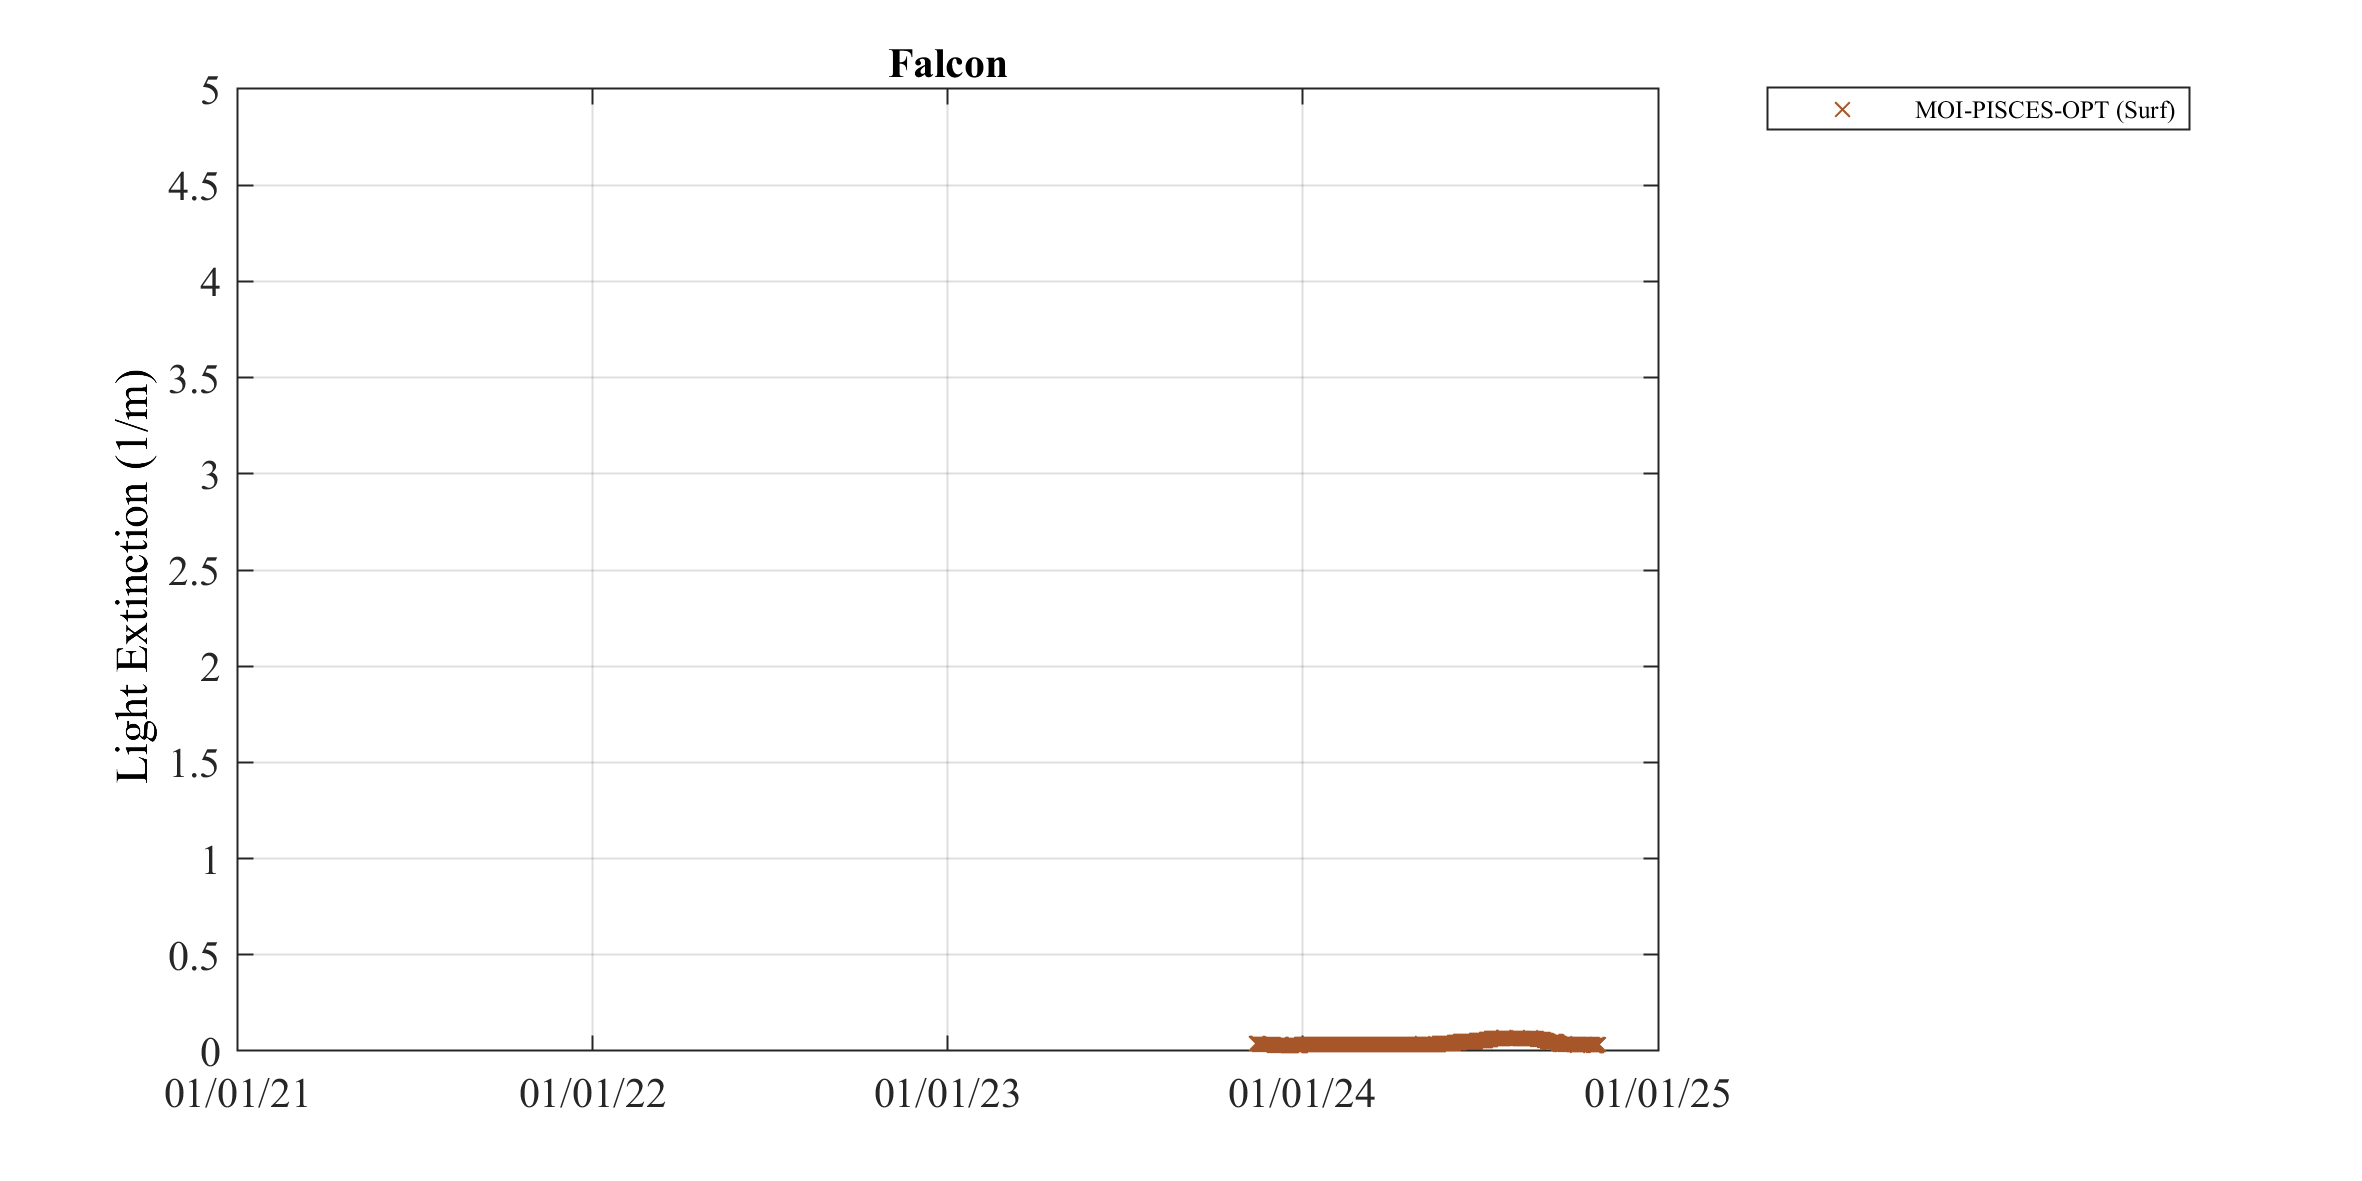 Falcon
MOI-PISCES-OPT (Surf)
Light Extinction (1/m)
5
4.5
4
3.5
3
2.5
2
1.5
1
0.5
0
01/01/21 01/01/22 01/01/23 01/01/24 01/01/25